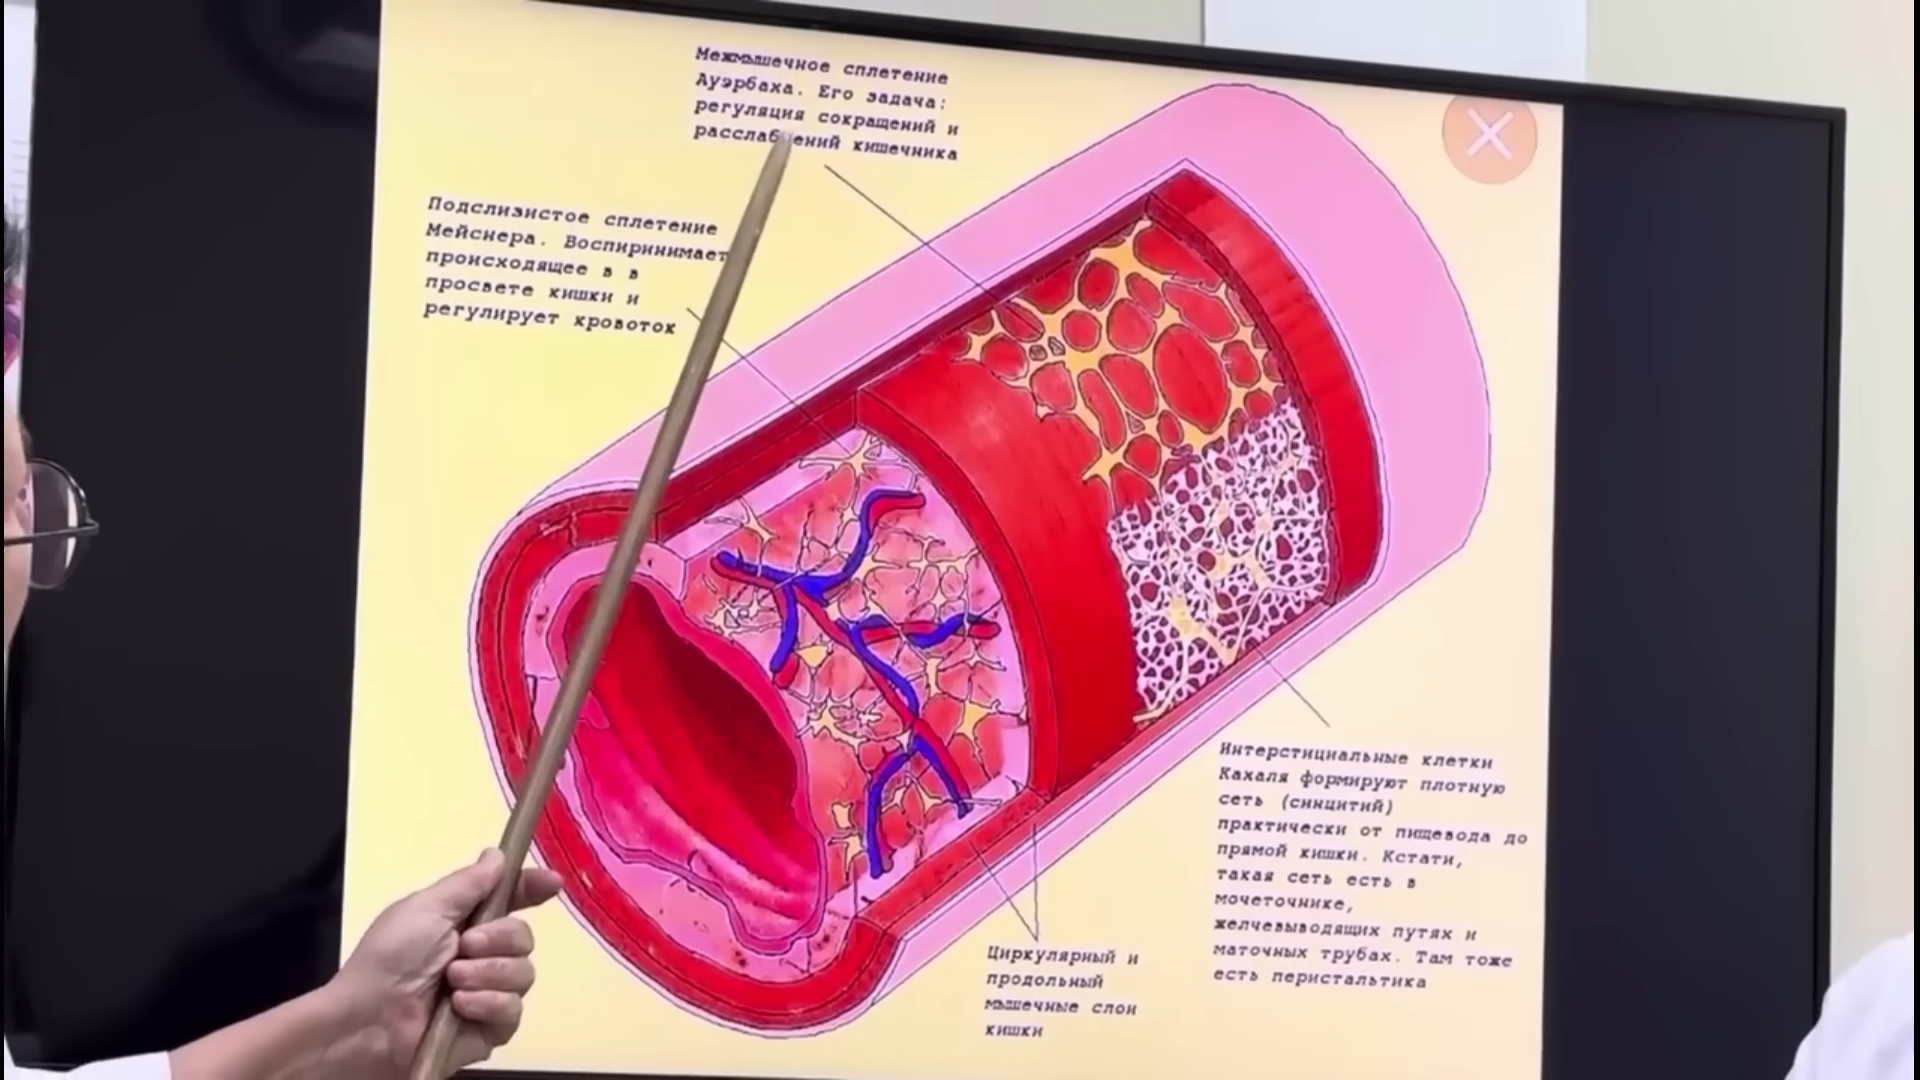 Межмышечное сплетение
Ауэрбаха. Его задача:
регуляция сокращений и
расслаблений кишечника
Подслизистое сплетение
Мейснера. Воспиринимает
происходящее в в
просвете кишки и
регулирует кровоток
Интерстициальные клетки
Кахаля формируют плотную
сеть (синцитий)
практически от пищевода до
прямой кишки. Кстати,
такая сеть есть в
мочеточнике,
желчевыводящих путях и
маточных трубах. Там тоже
есть перистальтика
Циркулярный и
продольный
мышечные слои
кишки